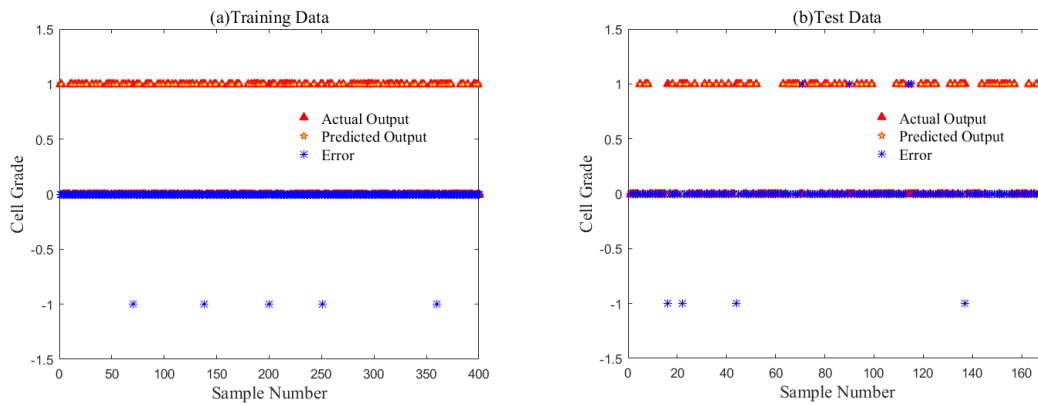 (a)Training Data
1.5
1
0.5
0
-0.5
-1
-1.5
Cell Grade
Actual Output
Predicted Output
Error
0 50 100 150 200 250 300 350 400
Sample Number
(b)Test Data
1.5
1
0.5
0
-0.5
-1
-1.5
Cell Grade
Actual Output
Predicted Output
Error
0 20 40 60 80 100 120 140 160
Sample Number